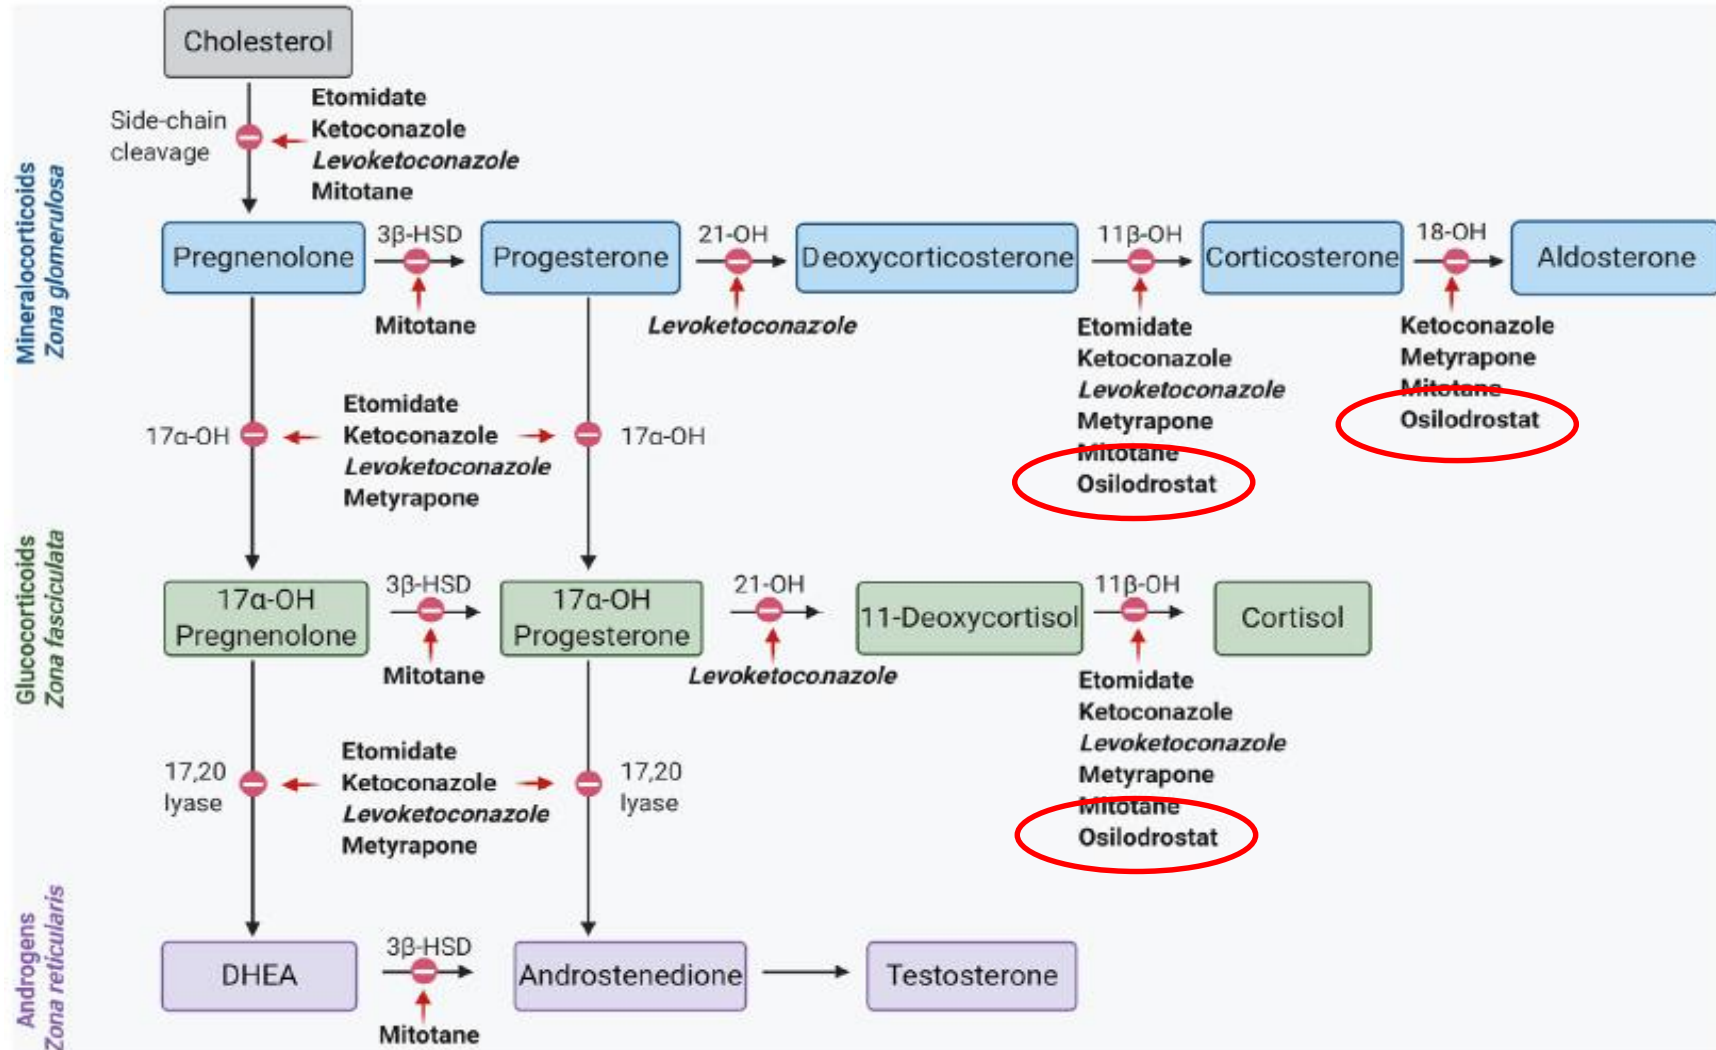 Cholesterol
Side-chain
cleavage
Etomidate
Ketoconazole
Levoketoconazole
Mitotane
Mineralocorticoids
Zona glomerulosa
Pregnenolone
3β-HSD
Mitotane
Progesterone
21-OH
Levoketoconazole
Deoxycorticosterone
11β-OH
Etomidate
Ketoconazole
Levoketoconazole
Metyrapone
Mitotane
Osilodrostat
Corticosterone
18-OH
Ketoconazole
Metyrapone
Mitotane
Osilodrostat
Aldosterone
17α-OH
Etomidate
Ketoconazole
Levoketoconazole
Metyrapone
17α-OH
Glucocorticoids
Zona fasciculata
17α-OH
Pregnenolone
3β-HSD
Mitotane
17α-OH
Progesterone
21-OH
Levoketoconazole
11-Deoxycortisol
11β-OH
Etomidate
Ketoconazole
Levoketoconazole
Metyrapone
Mitotane
Osilodrostat
Cortisol
17,20
lyase
Etomidate
Ketoconazole
Levoketoconazole
Metyrapone
17,20
lyase
Androgens
Zona reticularis
DHEA
3β-HSD
Mitotane
Androstenedione
Testosterone